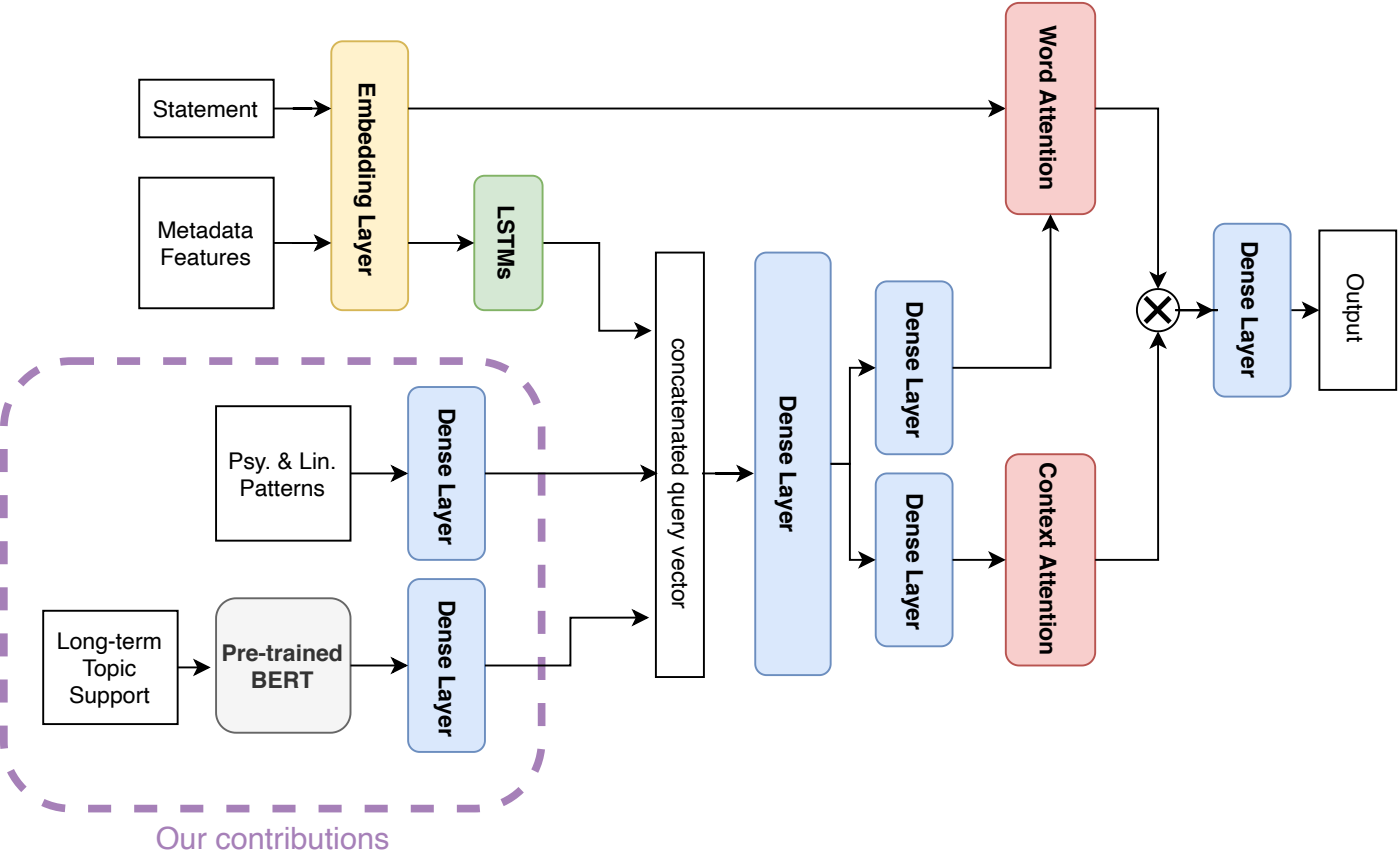 Statement
Metadata
Features
Embedding Layer
LSTMs
Word Attention
Psy. & Lin.
Patterns
Dense Layer
Long-term
Topic
Support
Pre-trained
BERT
Dense Layer
concatenated query vector
Dense Layer
Dense Layer
Dense Layer
Context Attention
Dense Layer
Output
Our contributions